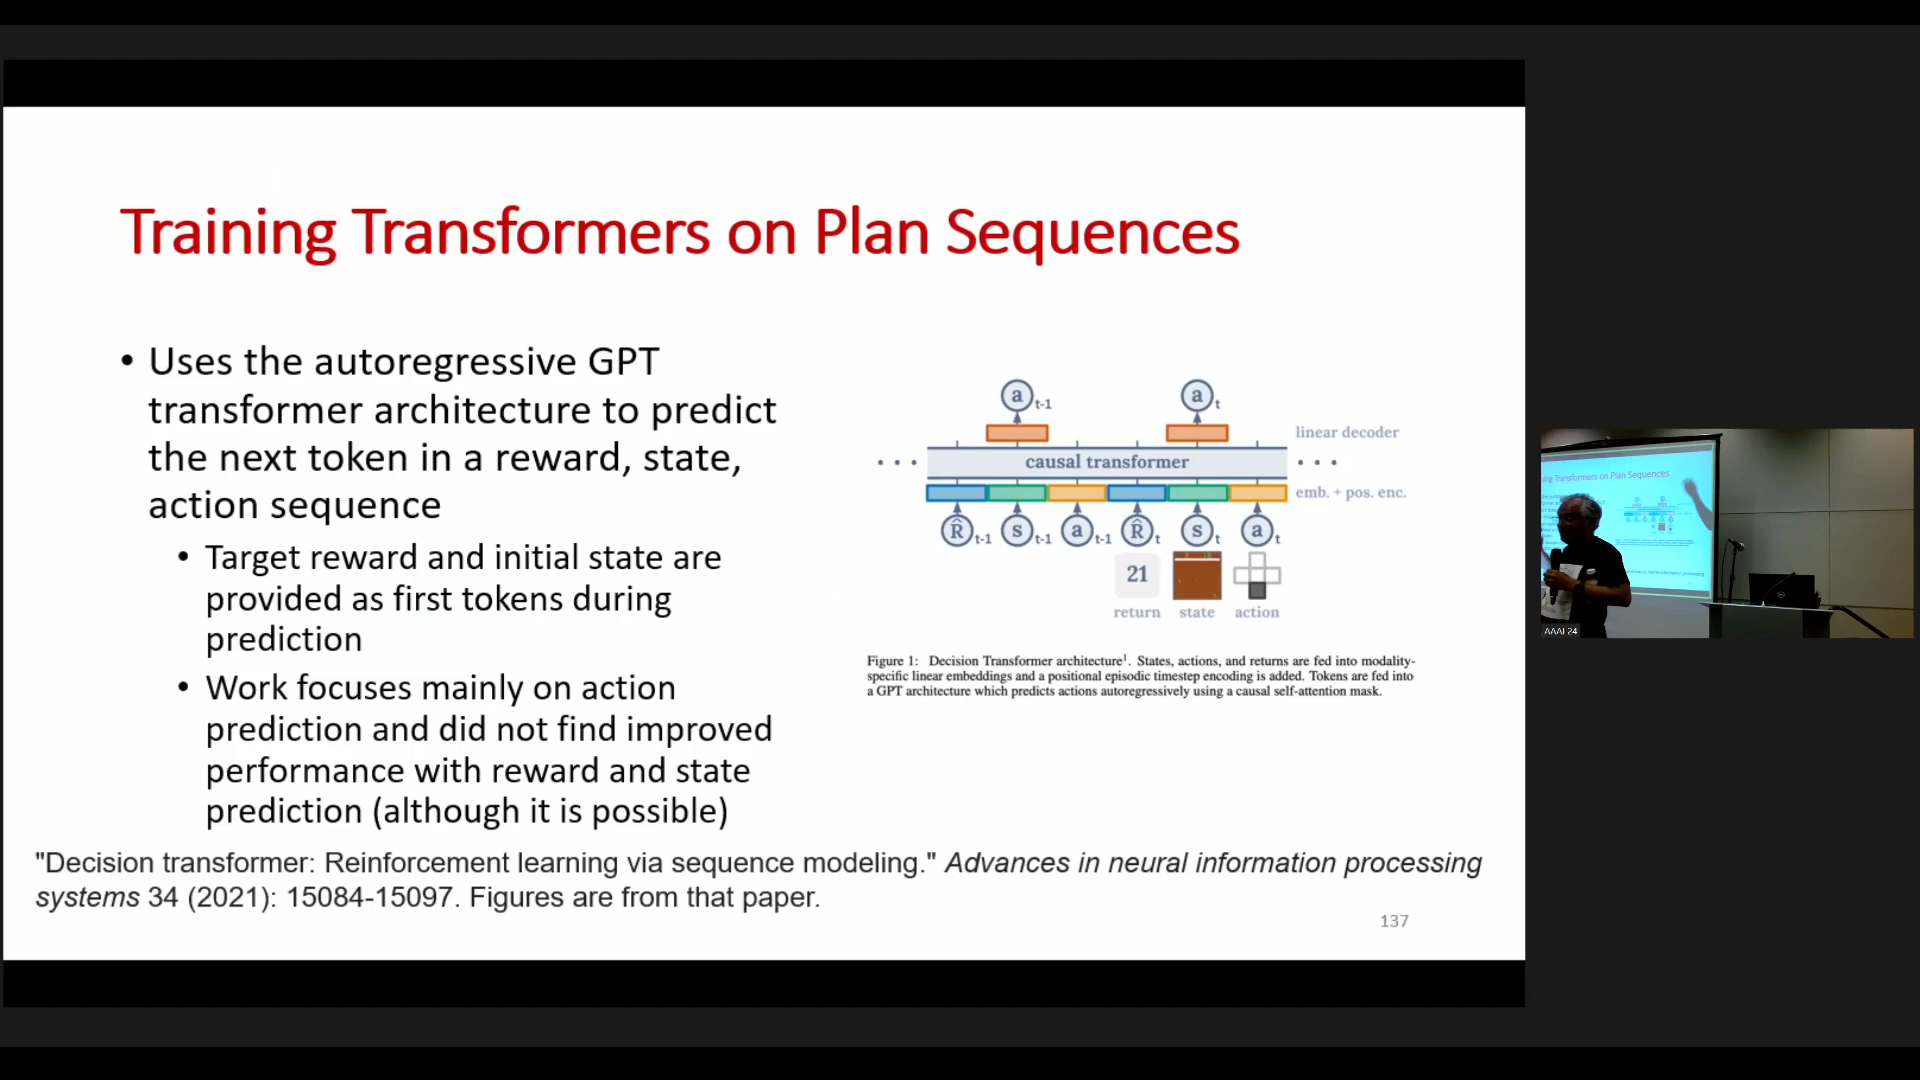 Training Transformers on Plan Sequences
• Uses the autoregressive GPT
transformer architecture to predict
the next token in a reward, state,
action sequence
• Target reward and initial state are
provided as first tokens during
prediction
• Work focuses mainly on action
prediction and did not find improved
performance with reward and state
prediction (although it is possible)
a t-1 a t
linear decoder
. . . causal transformer . . .
emb. + pos. enc.
R̂ t-1 s t-1 a t-1 R̂ t s t a t
21
return state action
Figure 1: Decision Transformer architecture¹. States, actions, and returns are fed into modality-
specific linear embeddings and a positional episodic timestep encoding is added. Tokens are fed into
a GPT architecture which predicts actions autoregressively using a causal self-attention mask.
"Decision transformer: Reinforcement learning via sequence modeling." Advances in neural information processing
systems 34 (2021): 15084-15097. Figures are from that paper.
137
ing Transformers on Plan Sequences
AAAI 24